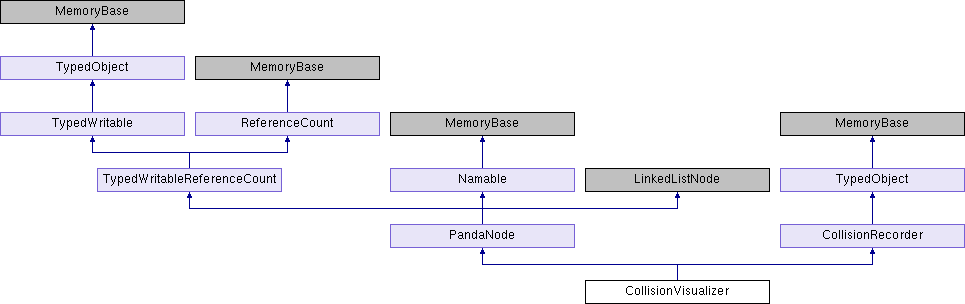 MemoryBase
TypedObject
MemoryBase
TypedWritable
ReferenceCount
MemoryBase
MemoryBase
TypedWritableReferenceCount
Namable
LinkedListNode
TypedObject
PandaNode
CollisionRecorder
CollisionVisualizer